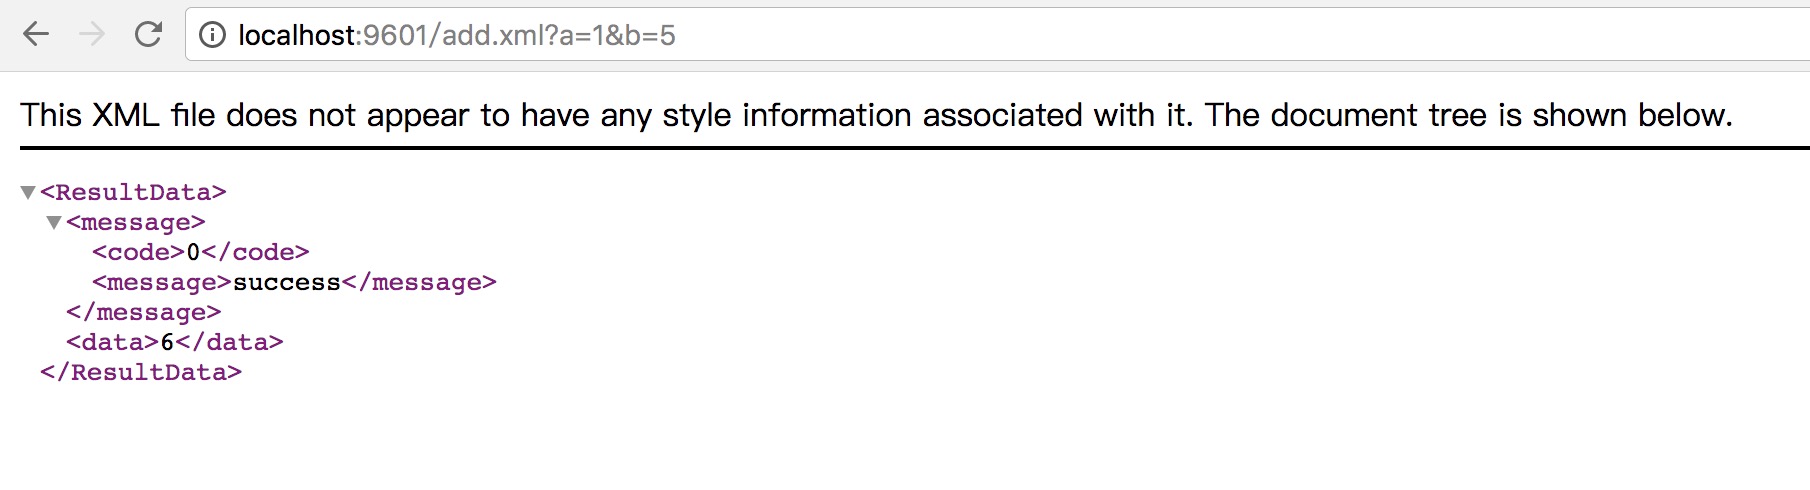 localhost:9601/add.xml?a=1&b=5
This XML file does not appear to have any style information associated with it. The document tree is shown below.
<ResultData>
<message>
<code>0</code>
<message>success</message>
</message>
<data>6</data>
</ResultData>